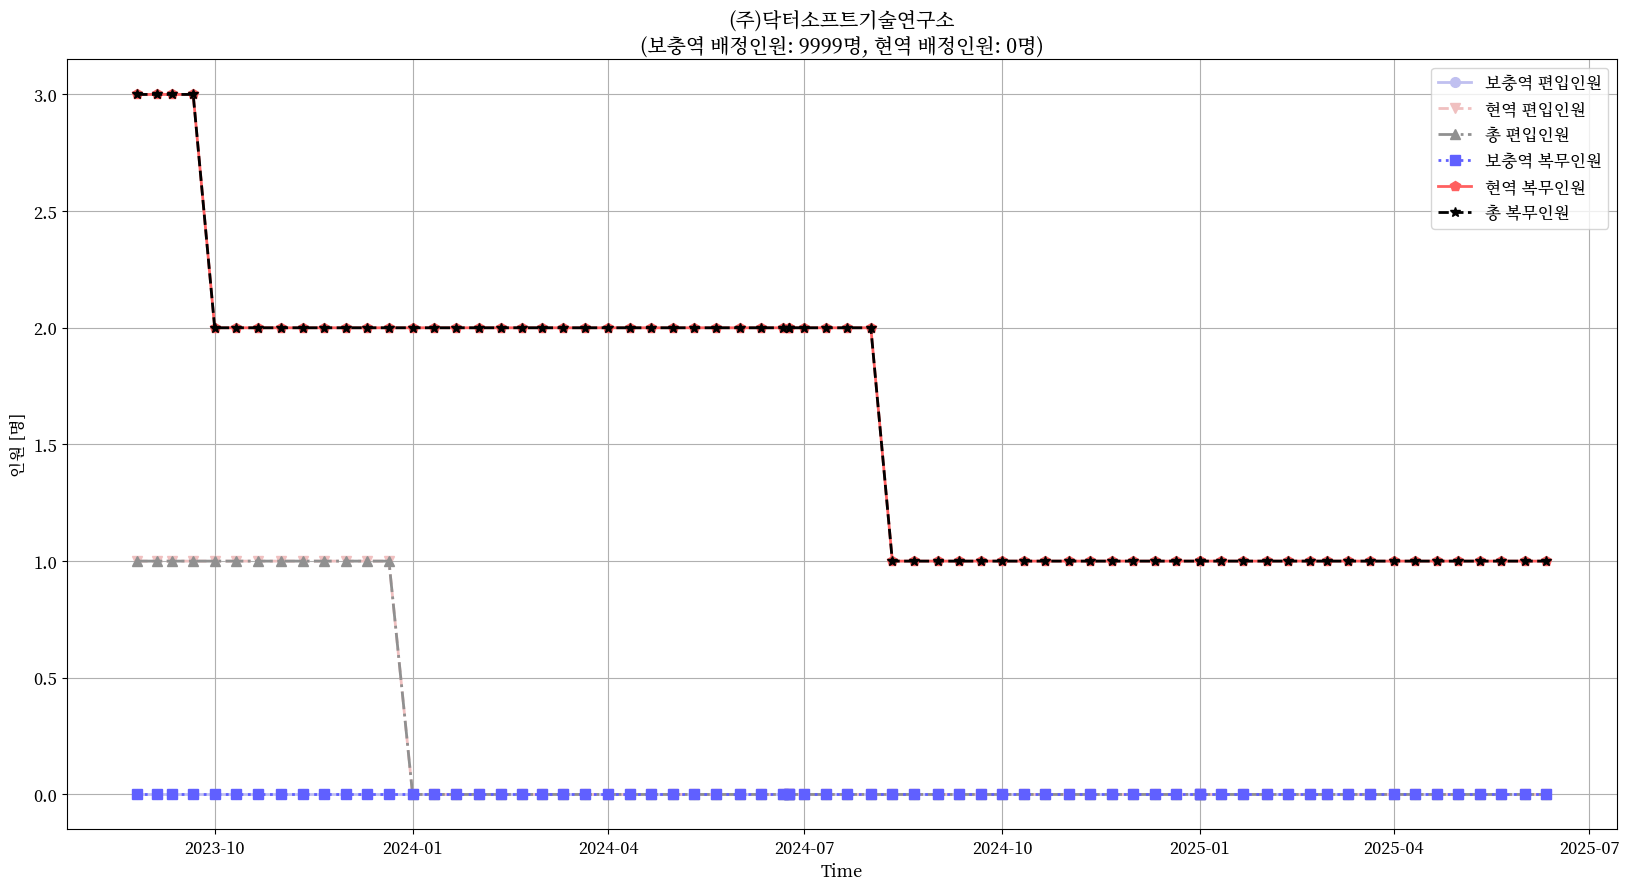 (주)닥터소프트기술연구소
(보충역 배정인원: 9999명, 현역 배정인원: 0명)
보충역 편입인원
현역 편입인원
총 편입인원
보충역 복무인원
현역 복무인원
총 복무인원
인원 [명]
3.0
2.5
2.0
1.5
1.0
0.5
0.0
2023-10
2024-01
2024-04
2024-07
2024-10
2025-01
2025-04
2025-07
Time